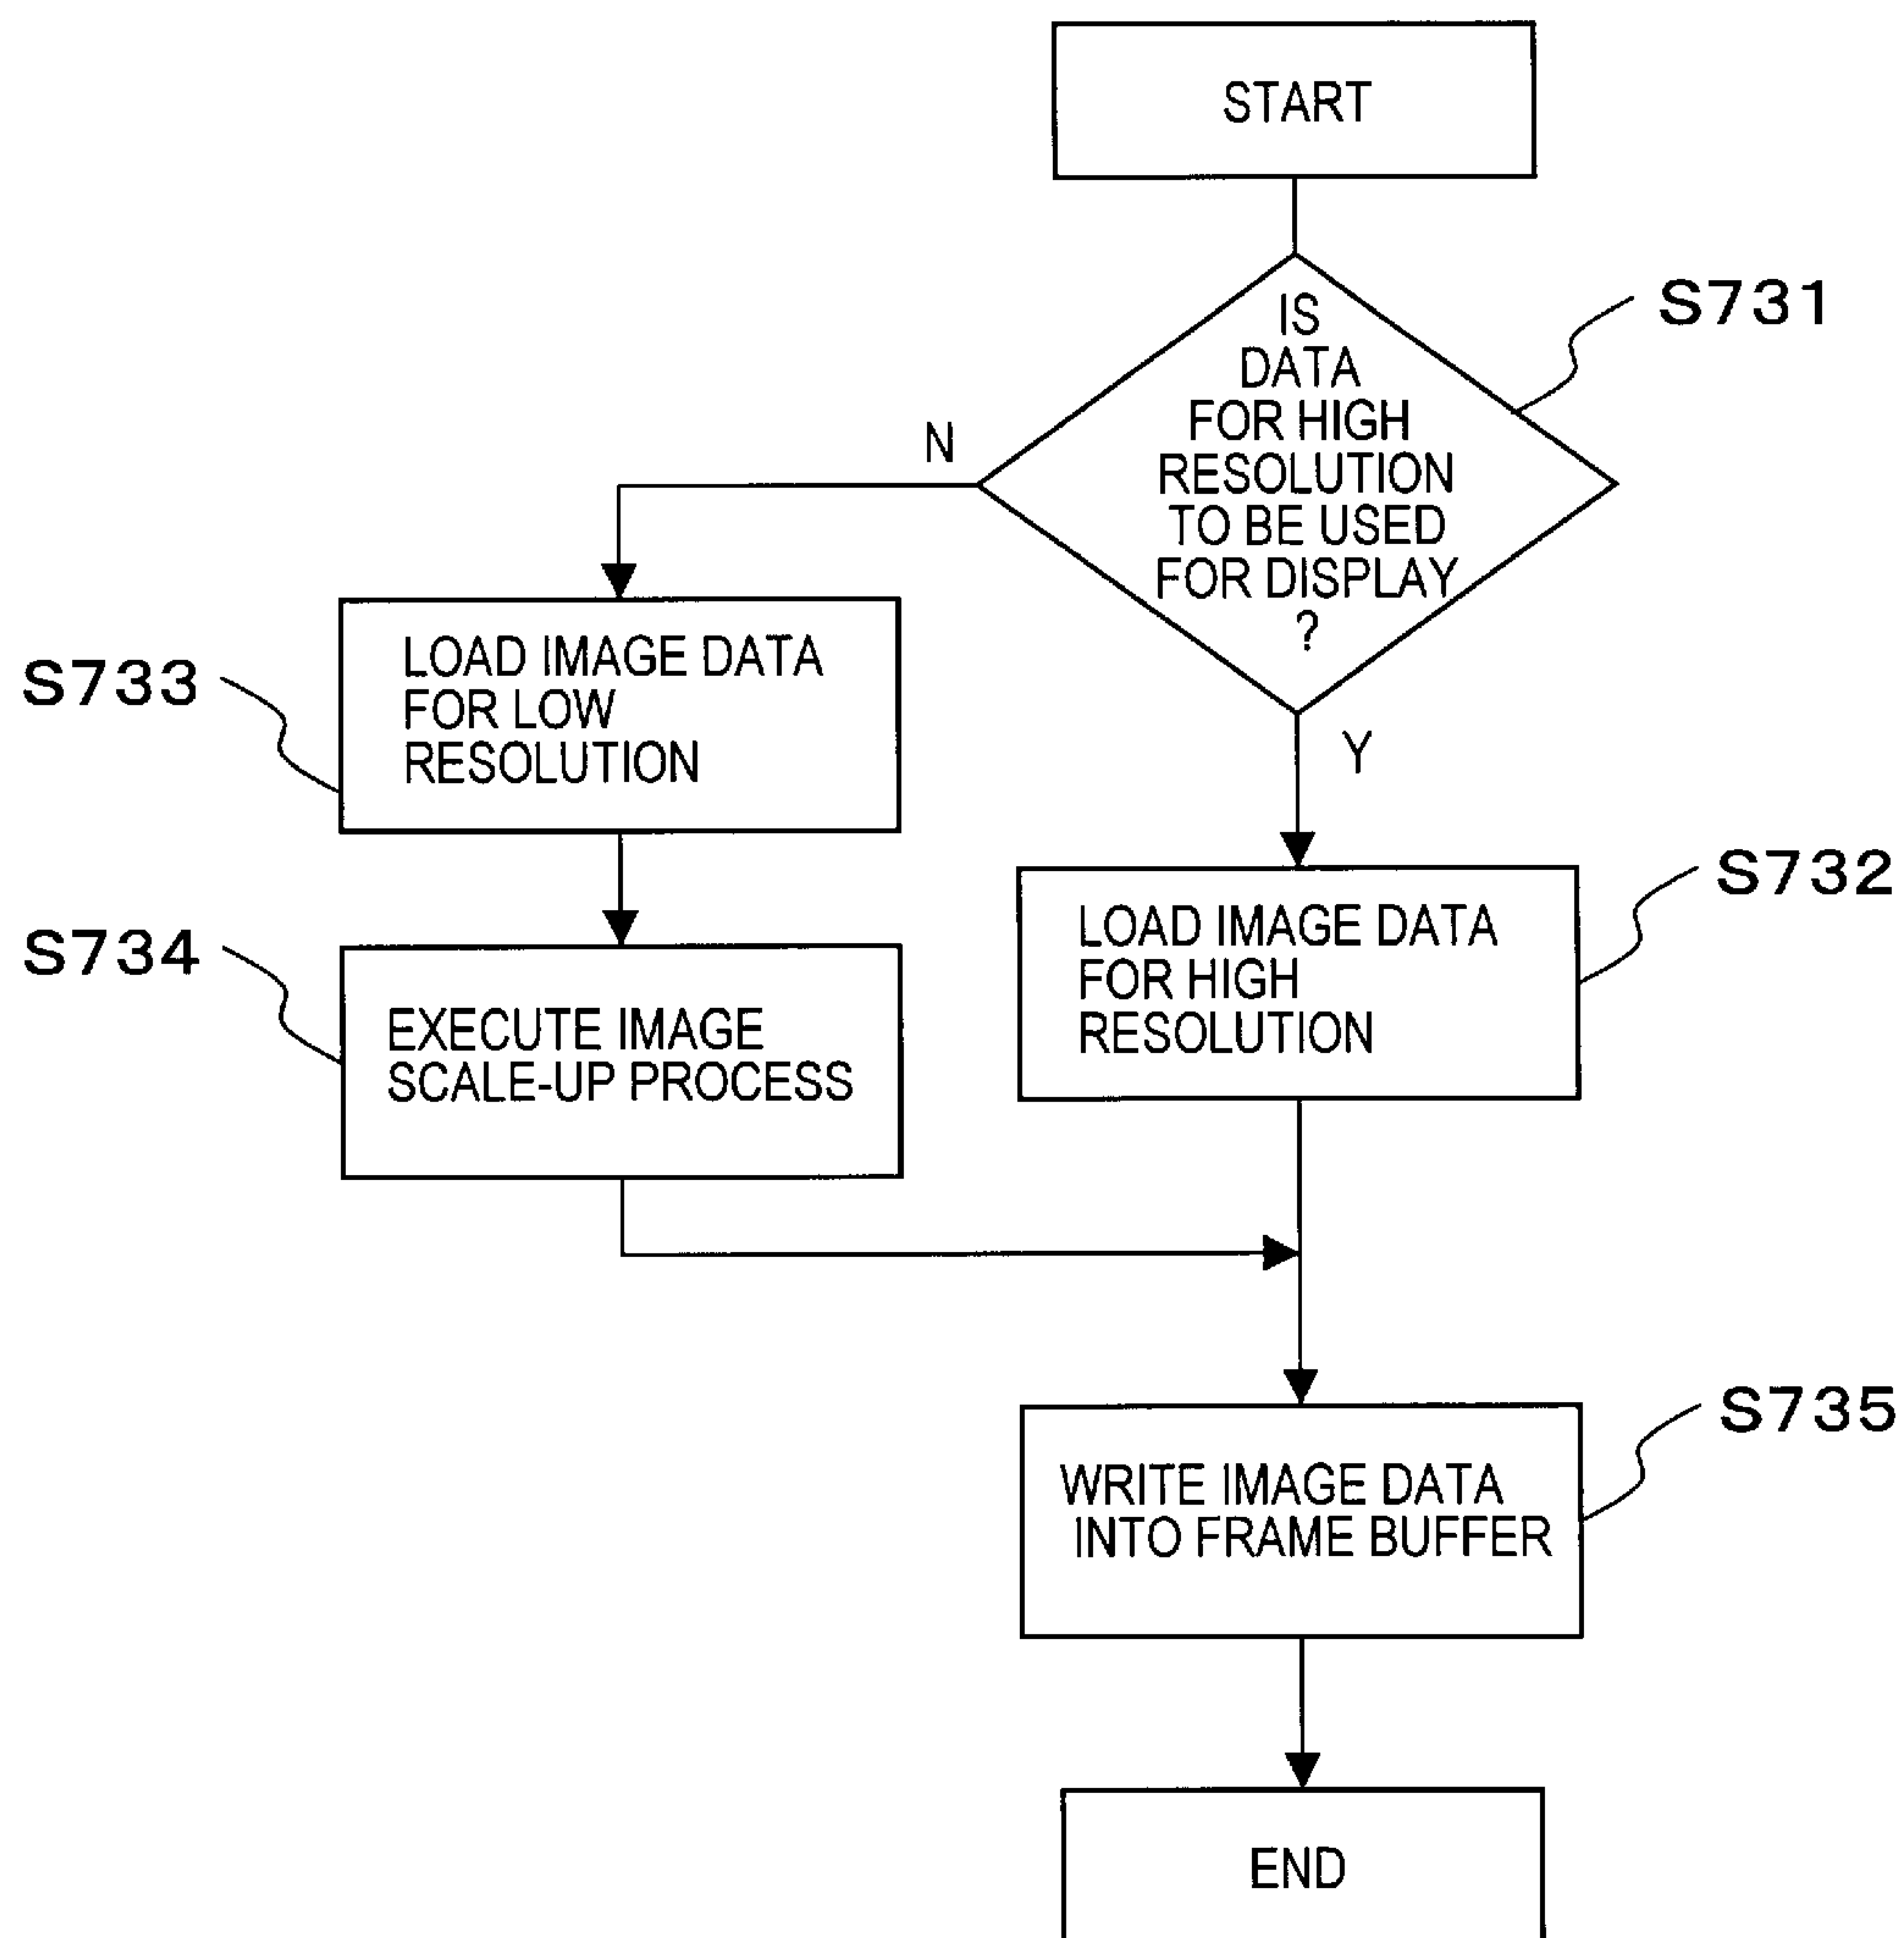 START
IS
DATA
FOR HIGH
RESOLUTION
TO BE USED
FOR DISPLAY
?
S731
N
Y
S733
LOAD IMAGE DATA
FOR LOW
RESOLUTION
S732
LOAD IMAGE DATA
FOR HIGH
RESOLUTION
S734
EXECUTE IMAGE
SCALE-UP PROCESS
S735
WRITE IMAGE DATA
INTO FRAME BUFFER
END